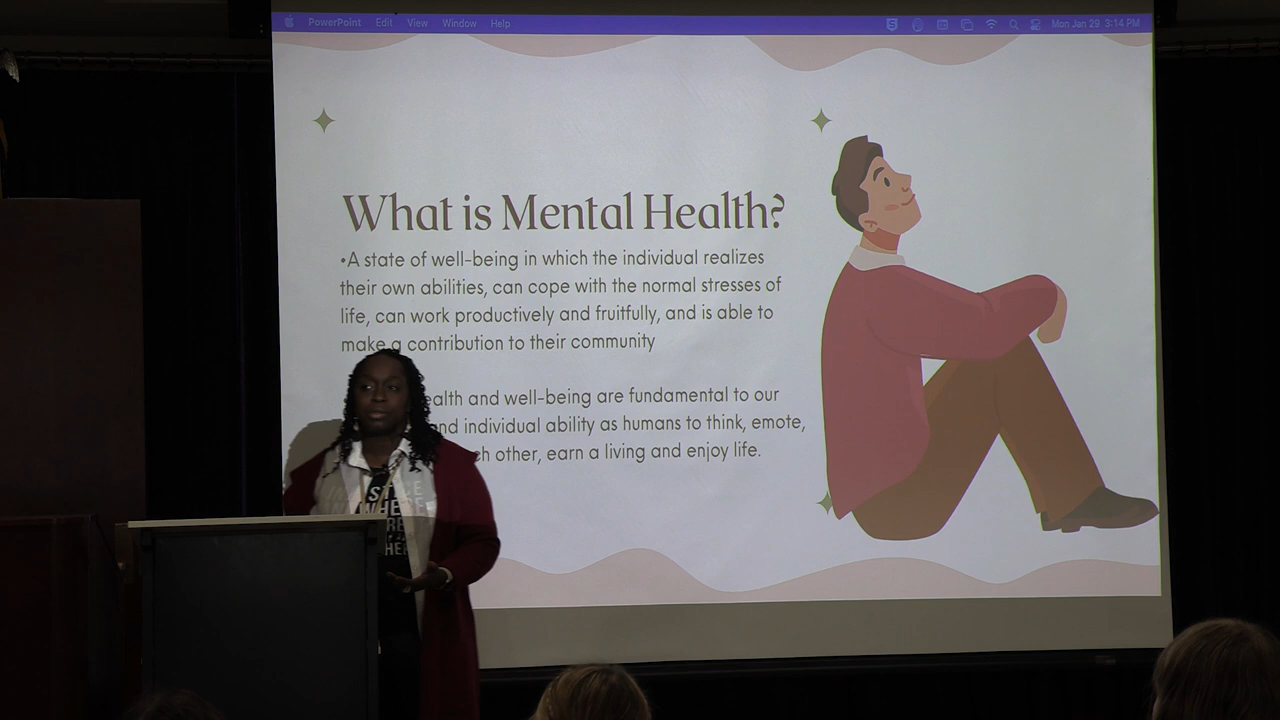 PowerPoint Edit View Window Help Mon Jan 29 3:14 PM
What is Mental Health?
•A state of well-being in which the individual realizes
their own abilities, can cope with the normal stresses of
life, can work productively and fruitfully, and is able to
make a contribution to their community
ealth and well-being are fundamental to our
nd individual ability as humans to think, emote,
ch other, earn a living and enjoy life.